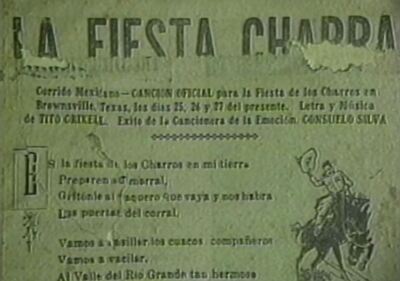 LA FIESTA CHARRA
Corrido Mexicano—CANCION OFICIAL para la Fiesta de los Charros en
Brownsville, Texas, los dias 25, 26 y 27 del presente. Letra y Música
de TITO GRIXELL. Exito de la Cancionera de la Emoción. CONSUELO SILVA
ES la fiesta de los Charros en mi tierra
Preparen su morral,
Gritenle al vaquero que vaya y nos habra
Las puertas del corral.
Vamos a ensillar los cuacos, compañeros
Vamos a vacilar.
Al Valle del Rio Grande tan hermoso